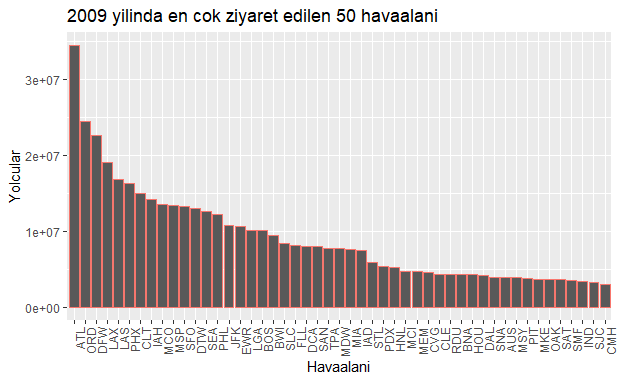 2009 yilinda en cok ziyaret edilen 50 havaalani
Yolcular
3e+07
2e+07
1e+07
0e+00
ATL
ORD
DFW
LAX
LAS
PHX
CLT
IAH
MCO
MSP
SFO
DTW
SEA
PHL
JFK
EWR
LGA
BOS
BWI
SLC
FLL
DCA
SAN
TPA
MDW
MIA
IAD
STL
PDX
HNL
MCI
MEM
CVG
CLE
RDU
BNA
HOU
DAL
SNA
AUS
MSY
PIT
MKE
OAK
SAT
SMF
IND
SJC
CMH
Havaalani